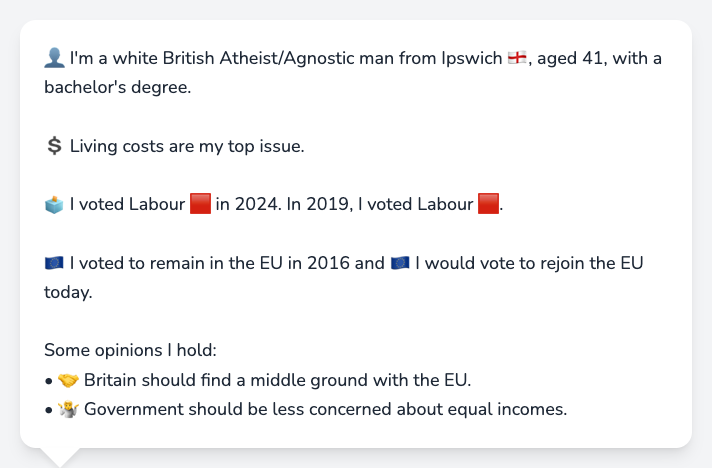 👤 I'm a white British Atheist/Agnostic man from Ipswich 🏴󠁧󠁢󠁥󠁮󠁧󠁿, aged 41, with a
bachelor's degree.
💲 Living costs are my top issue.
🗳️ I voted Labour 🟥 in 2024. In 2019, I voted Labour 🟥.
🇪🇺 I voted to remain in the EU in 2016 and 🇪🇺 I would vote to rejoin the EU
today.
Some opinions I hold:
• 🤝 Britain should find a middle ground with the EU.
• 🤷 Government should be less concerned about equal incomes.